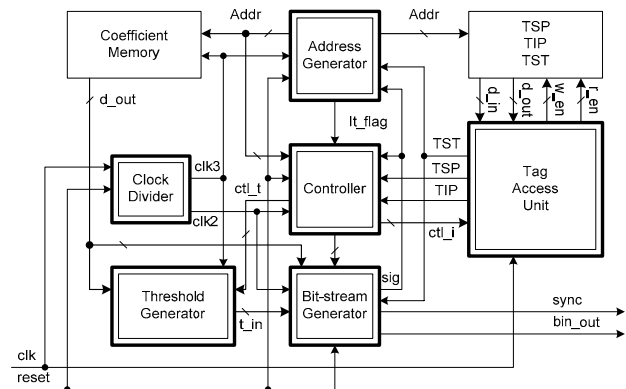 Addr
Addr
Coefficient
Memory
Address
Generator
TSP
TIP
TST
d_out
d_in
d_out
w_en
r_en
lt_flag
TST
TSP
TIP
ctl_i
Clock
Divider
clk3
clk2
ctl_t
Controller
Tag
Access
Unit
Threshold
Generator
t_in
Bit-stream
Generator
sig
sync
bin_out
clk
reset